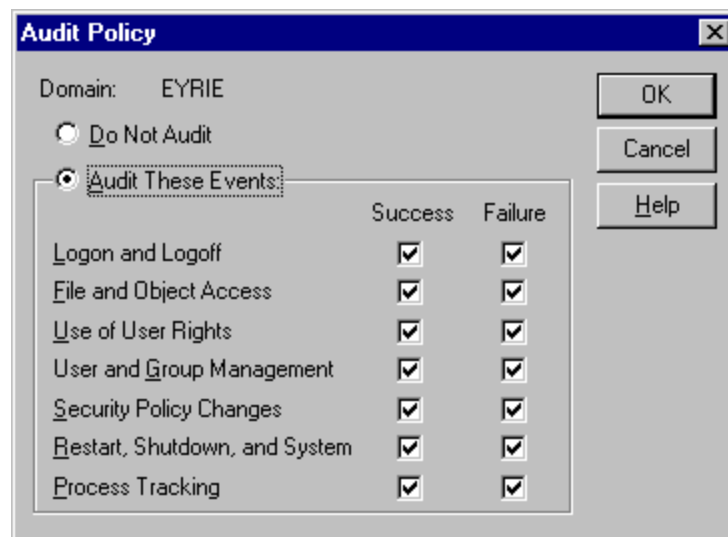 Audit Policy
Domain: EYRIE
Do Not Audit
Audit These Events:
Success Failure
Logon and Logoff
File and Object Access
Use of User Rights
User and Group Management
Security Policy Changes
Restart, Shutdown, and System
Process Tracking
OK
Cancel
Help